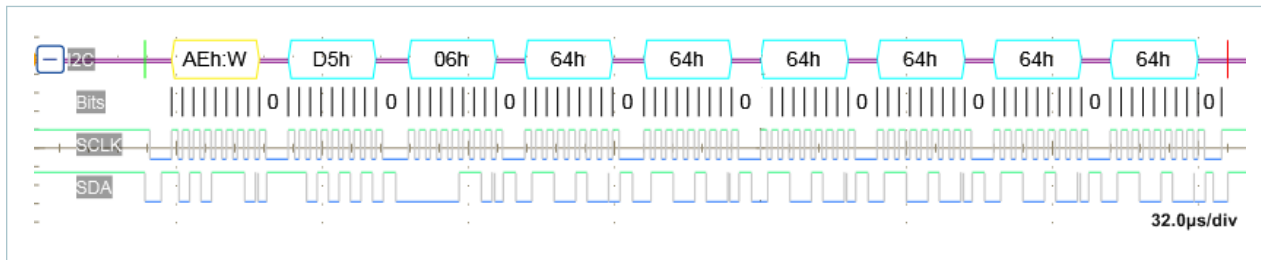 I2C AEh:W D5h 06h 64h 64h 64h 64h 64h 64h
Bits 0 0 0 0 0 0 0 0 0
SCLK
SDA
32.0µs/div